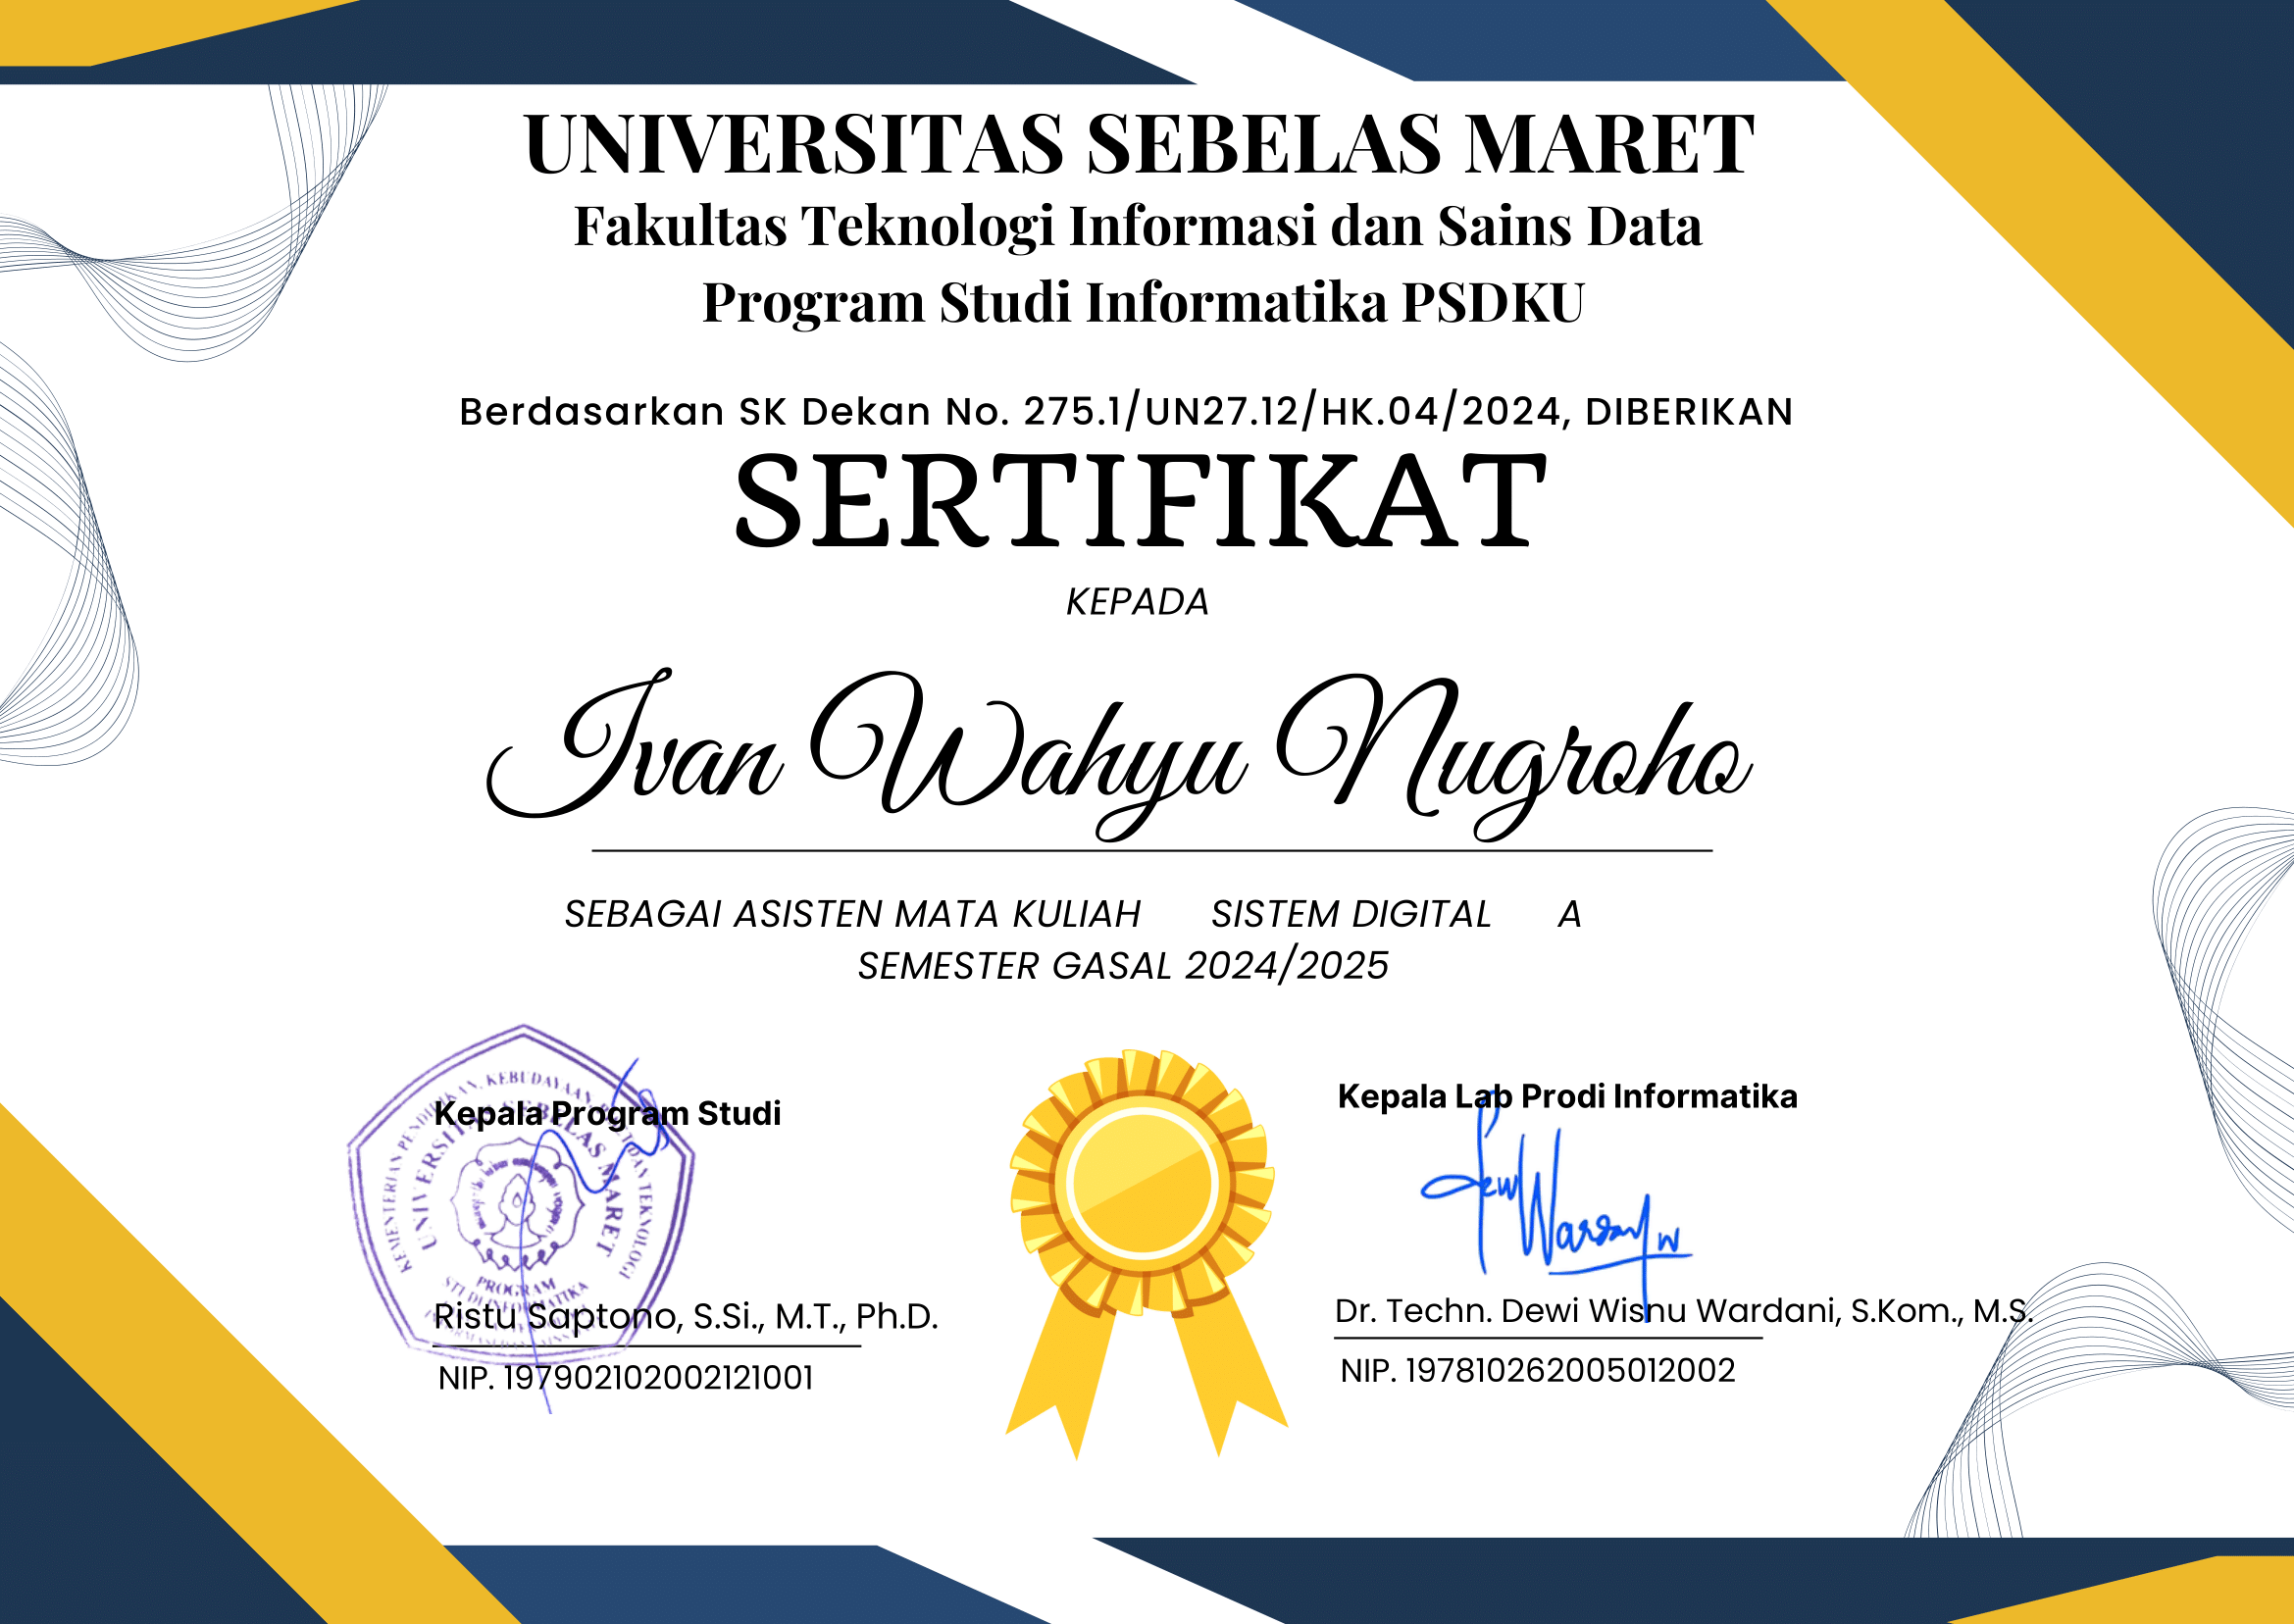 UNIVERSITAS SEBELAS MARET
Fakultas Teknologi Informasi dan Sains Data
Program Studi Informatika PSDKU
Berdasarkan SK Dekan No. 275.1/UN27.12/HK.04/2024, DIBERIKAN
SERTIFIKAT
KEPADA
Ivan Wahyu Nugroho
SEBAGAI ASISTEN MATA KULIAH SISTEM DIGITAL A
SEMESTER GASAL 2024/2025
Kepala Program Studi
KEMENTERIAN PENDIDIKAN, KEBUDAYAAN, DAN TEKNOLOGI
UNIVERSITAS SEBELAS MARET
PROGRAM
STUDI INFORMATIKA
Ristu Saptono, S.Si., M.T., Ph.D.
NIP. 197902102002121001
Kepala Lab Prodi Informatika
Dewi Wardani
Dr. Techn. Dewi Wisnu Wardani, S.Kom., M.S.
NIP. 197810262005012002